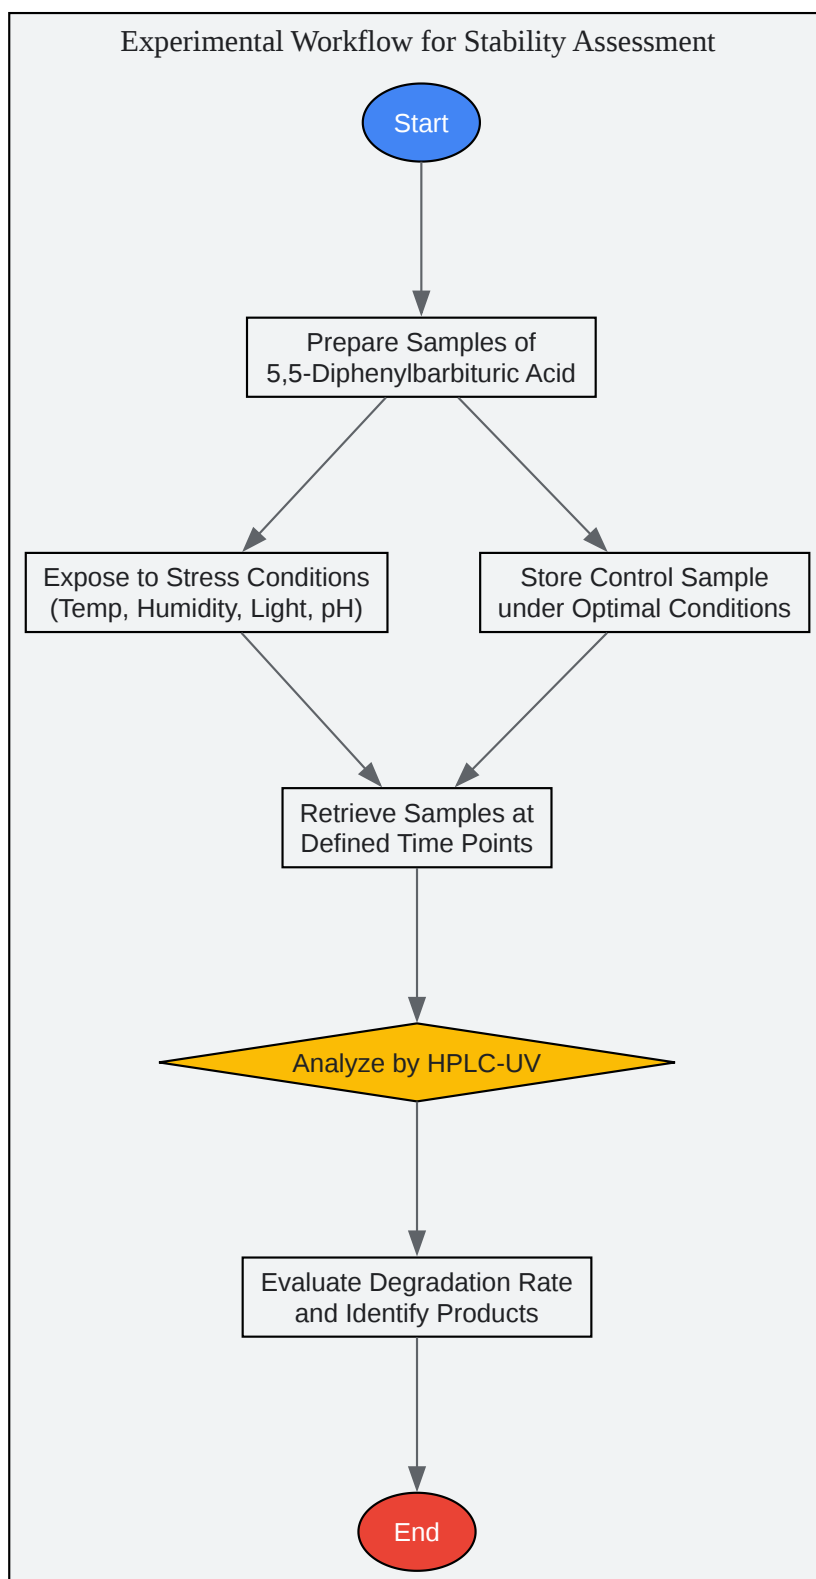 Experimental Workflow for Stability Assessment
Start
Prepare Samples of
5,5-Diphenylbarbituric Acid
Expose to Stress Conditions
(Temp, Humidity, Light, pH)
Store Control Sample
under Optimal Conditions
Retrieve Samples at
Defined Time Points
Analyze by HPLC-UV
Evaluate Degradation Rate
and Identify Products
End